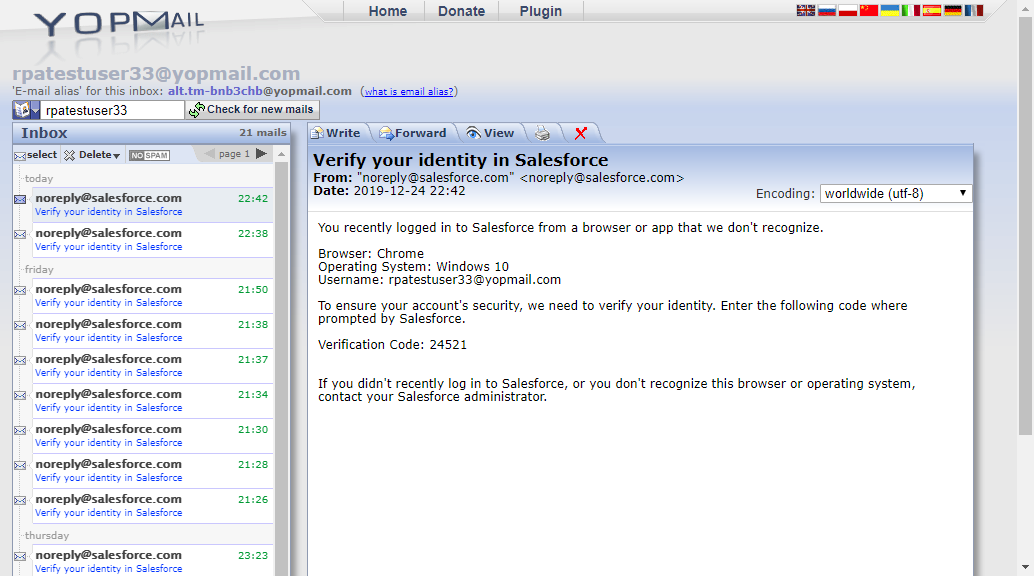 YOPMAIL
Home Donate Plugin
rpatestuser33@yopmail.com
'E-mail alias' for this inbox: alt.tm-bnb3chb@yopmail.com (what is email alias?)
rpatestuser33 Check for new mails
Inbox 21 mails
select Delete NO SPAM page 1
today
noreply@salesforce.com 22:42
Verify your identity in Salesforce
noreply@salesforce.com 22:38
Verify your identity in Salesforce
friday
noreply@salesforce.com 21:50
Verify your identity in Salesforce
noreply@salesforce.com 21:38
Verify your identity in Salesforce
noreply@salesforce.com 21:37
Verify your identity in Salesforce
noreply@salesforce.com 21:34
Verify your identity in Salesforce
noreply@salesforce.com 21:30
Verify your identity in Salesforce
noreply@salesforce.com 21:28
Verify your identity in Salesforce
noreply@salesforce.com 21:26
Verify your identity in Salesforce
thursday
noreply@salesforce.com 23:23
Verify your identity in Salesforce
Write Forward View
Verify your identity in Salesforce
From: "noreply@salesforce.com" <noreply@salesforce.com>
Date: 2019-12-24 22:42
Encoding: worldwide (utf-8)
You recently logged in to Salesforce from a browser or app that we don't recognize.
Browser: Chrome
Operating System: Windows 10
Username: rpatestuser33@yopmail.com
To ensure your account's security, we need to verify your identity. Enter the following code where
prompted by Salesforce.
Verification Code: 24521
If you didn't recently log in to Salesforce, or you don't recognize this browser or operating system,
contact your Salesforce administrator.